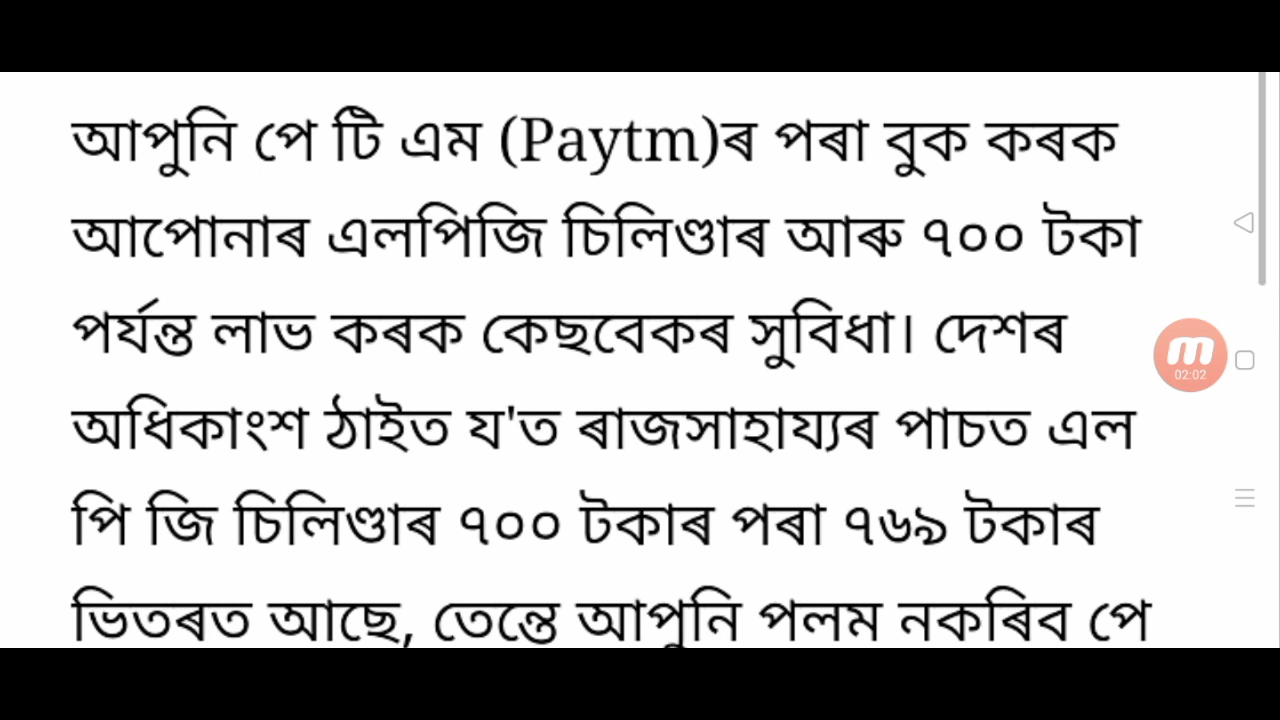 আপুনি পে টি এম (Paytm)ৰ পৰা বুক কৰক
আপোনাৰ এলপিজি চিলিণ্ডাৰ আৰু ৭০০ টকা
পৰ্যন্ত লাভ কৰক কেছবেকৰ সুবিধা। দেশৰ
অধিকাংশ ঠাইত য'ত ৰাজসাহায্যৰ পাচত এল
পি জি চিলিণ্ডাৰ ৭০০ টকাৰ পৰা ৭৬৯ টকাৰ
ভিতৰত আছে, তেন্তে আপুনি পলম নকৰিব পে
02:02